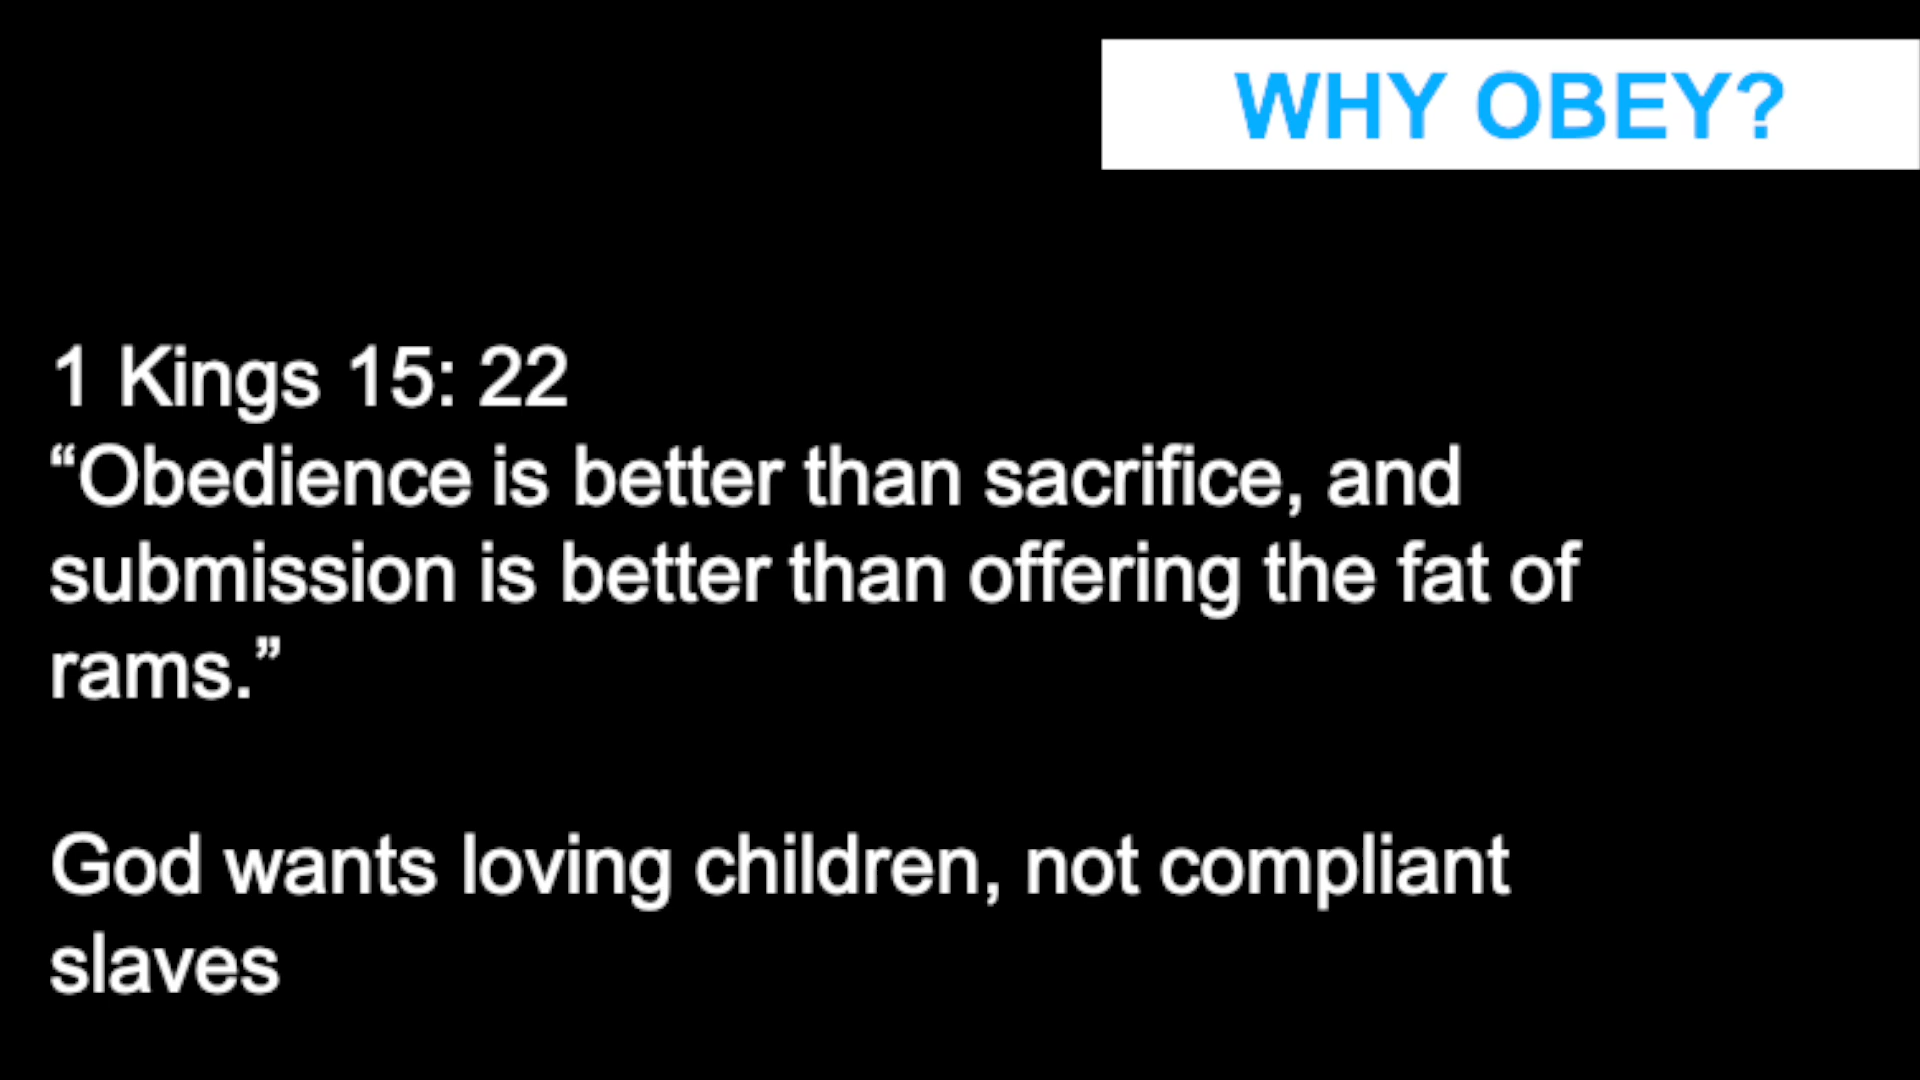 WHY OBEY?
1 Kings 15: 22
“Obedience is better than sacrifice, and
submission is better than offering the fat of
rams.”
God wants loving children, not compliant
slaves